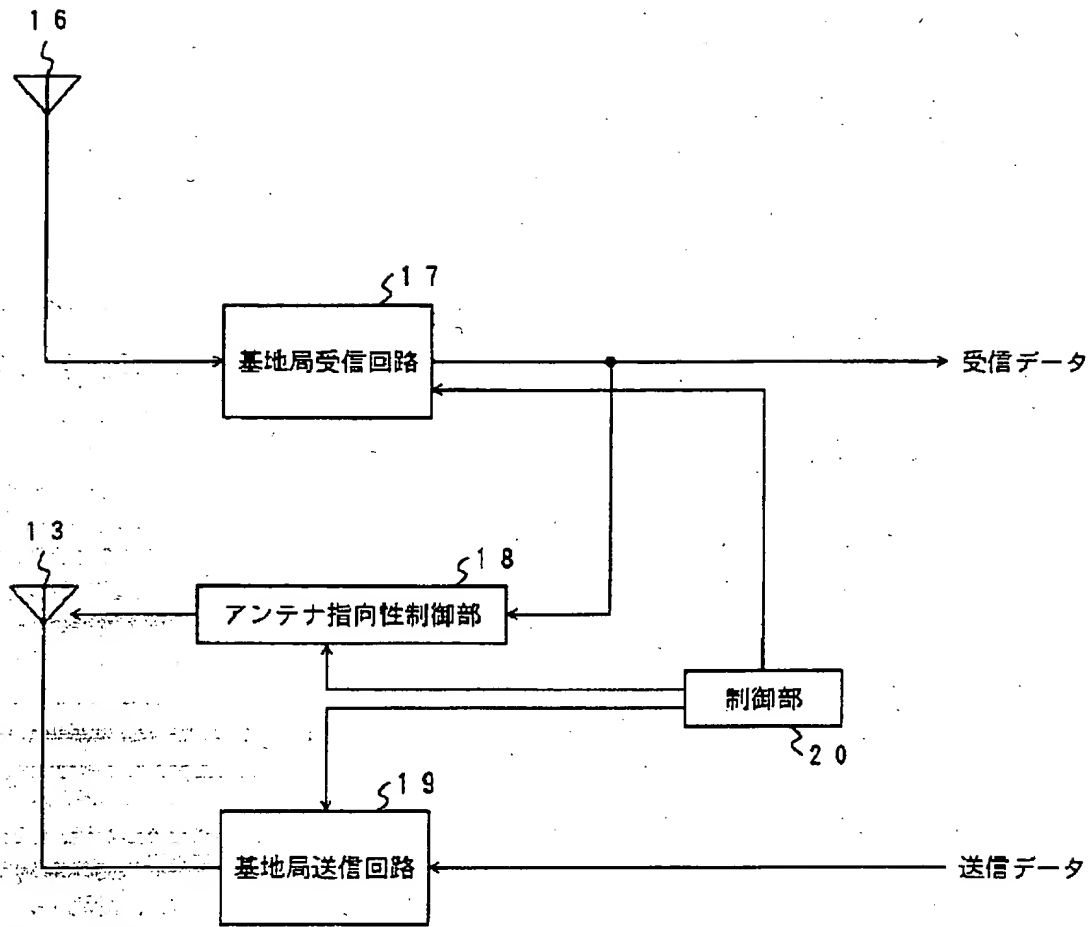 １６
１７
基地局受信回路
受信データ
１３
１８
アンテナ指向性制御部
制御部
２０
１９
基地局送信回路
送信データ